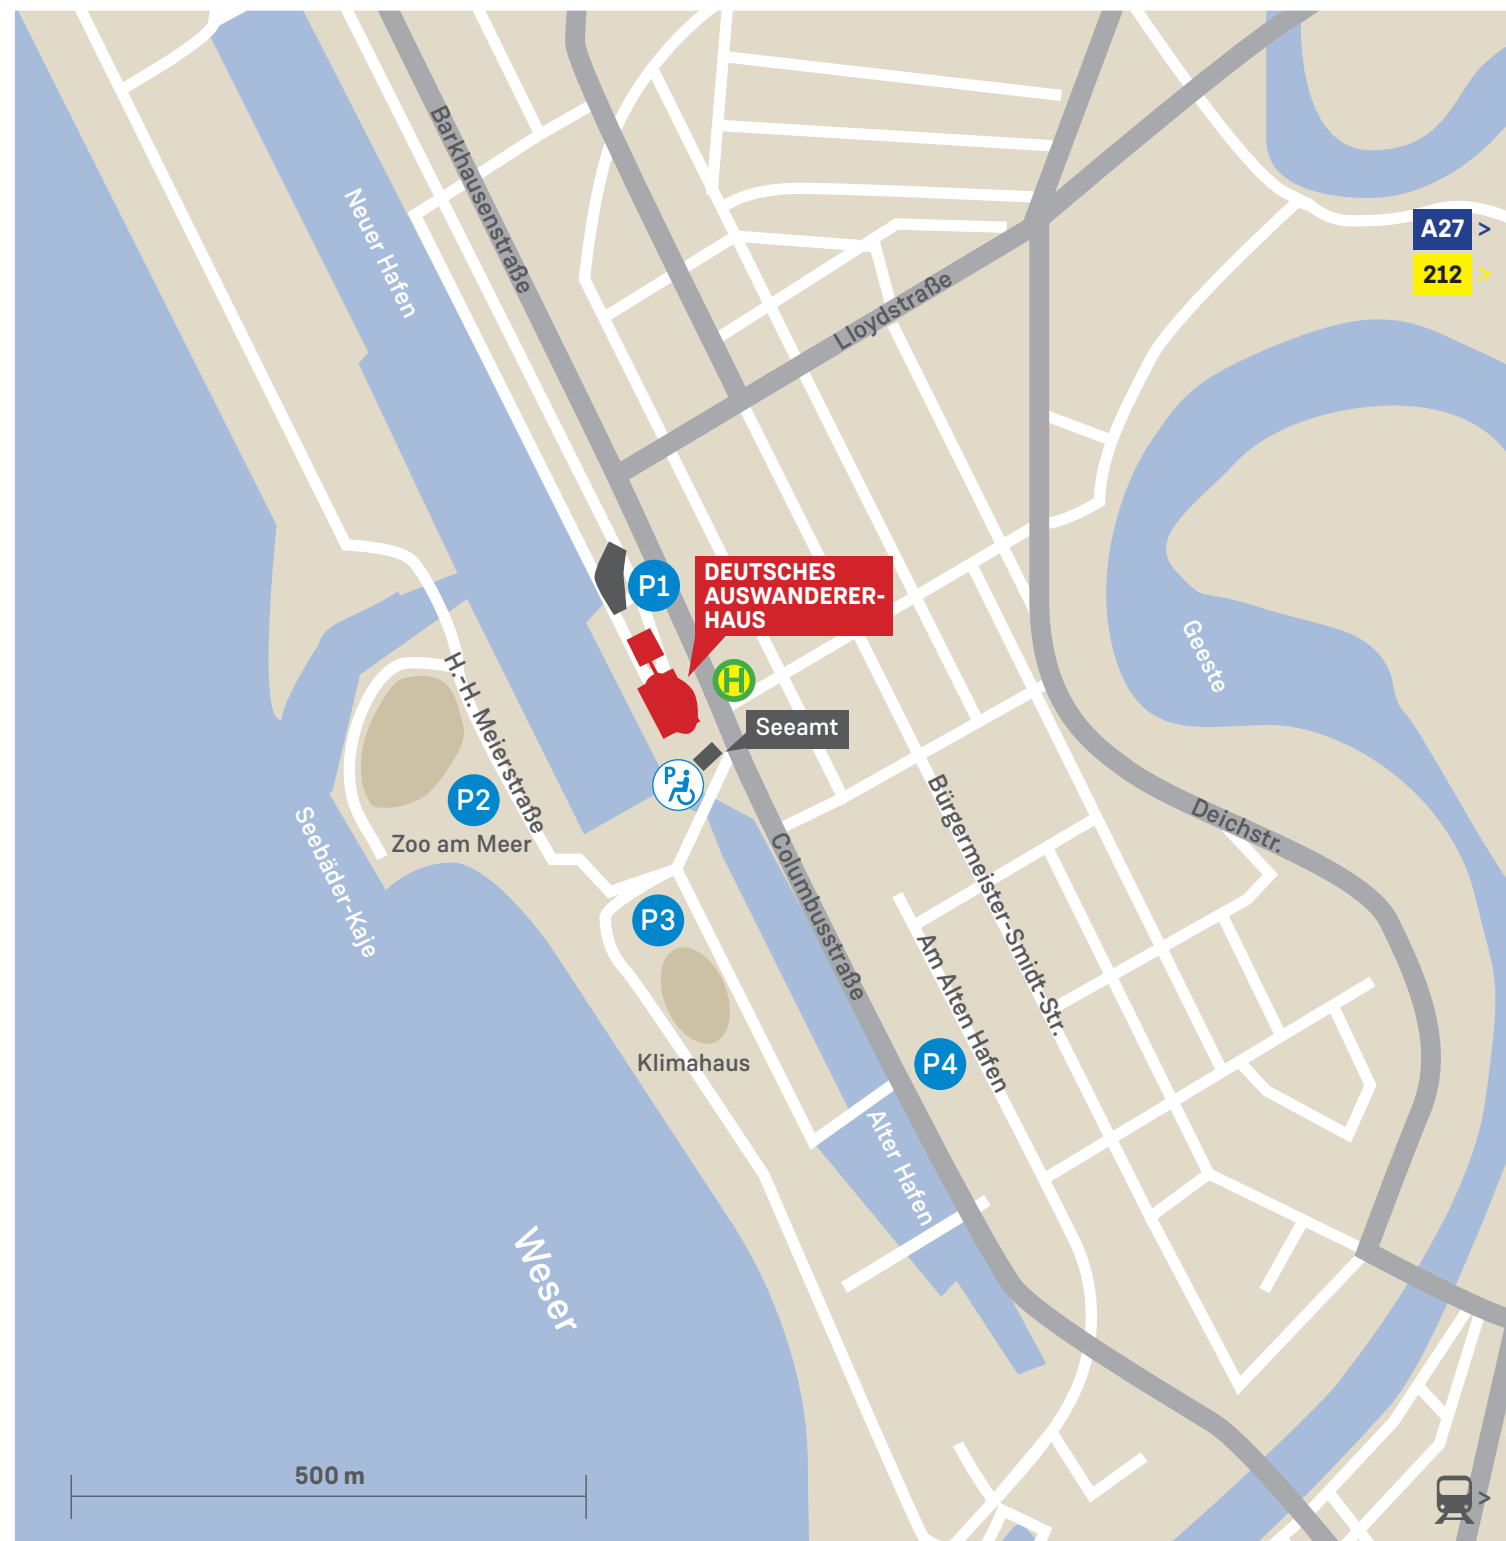 Barkhausenstraße
Neuer Hafen
A27 >
212 >
Lloydstraße
P1
DEUTSCHES
AUSWANDERER-
HAUS
H
Geeste
H.-H. Meierstraße
Seeamt
P
P2
Zoo am Meer
Seebäder-Kaje
Bürgermeister-Smidt-Str.
Deichstr.
Columbusstraße
P3
Am Alten Hafen
Klimahaus
P4
Alter Hafen
Weser
500 m
>